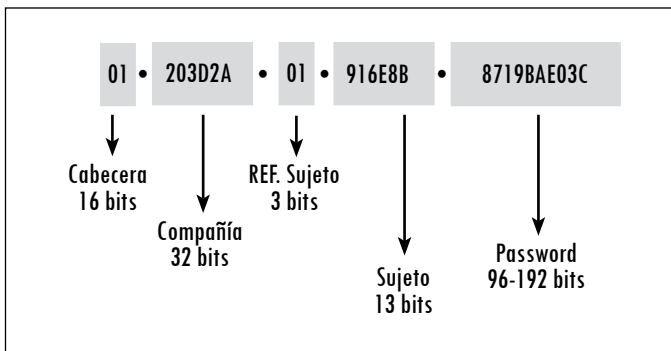 01 • 203D2A • 01 • 916E8B • 8719BAE03C
Cabecera
16 bits
Compañía
32 bits
REF. Sujeto
3 bits
Sujeto
13 bits
Password
96-192 bits